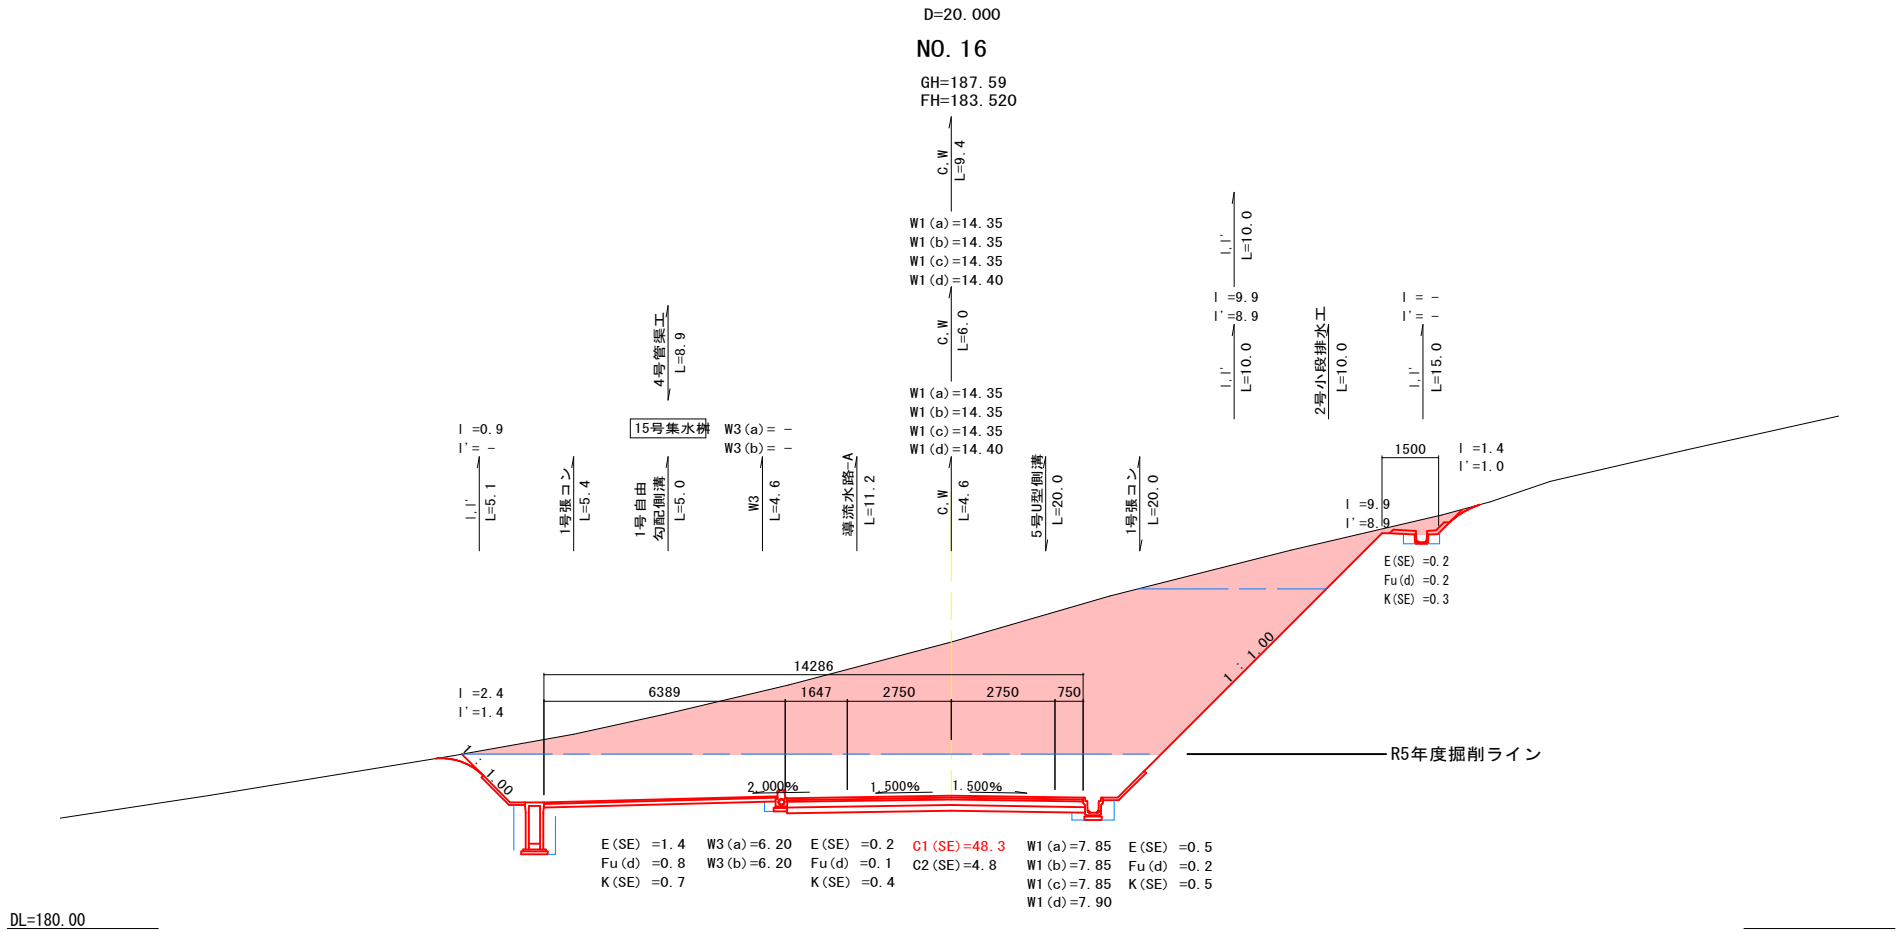 D=20.000
NO.16
GH=187.59
FH=183.520
C,W
L=9.4
W1(a)=14.35
W1(b)=14.35
W1(c)=14.35
W1(d)=14.40
C,W
L=6.0
W1(a)=14.35
W1(b)=14.35
W1(c)=14.35
W1(d)=14.40
C,W
L=4.6
l,l'
L=10.0
l =9.9
l'=8.9
l,l'
L=10.0
2号小段排水工
L=10.0
l = -
l'= -
l,l'
L=15.0
4号管渠工
L=8.9
15号集水桝
l =0.9
l'= -
l,l'
L=5.1
1号張コン
L=5.4
1号自由
勾配側溝
L=5.0
W3(a)= -
W3(b)= -
W3
L=4.6
導流水路-A
L=11.2
5号U型側溝
L=20.0
1号張コン
L=20.0
1500
l =1.4
l'=1.0
l =9.9
l'=8.9
E(SE) =0.2
Fu(d) =0.2
K(SE) =0.3
1 : 1.00
14286
6389
1647
2750
2750
750
l =2.4
l'=1.4
1 : 1.00
R5年度掘削ライン
2.000%
1.500%
1.500%
E(SE) =1.4
Fu(d) =0.8
K(SE) =0.7
W3(a)=6.20
W3(b)=6.20
E(SE) =0.2
Fu(d) =0.1
K(SE) =0.4
C1(SE)=48.3
C2(SE)=4.8
W1(a)=7.85
W1(b)=7.85
W1(c)=7.85
W1(d)=7.90
E(SE) =0.5
Fu(d) =0.2
K(SE) =0.5
DL=180.00